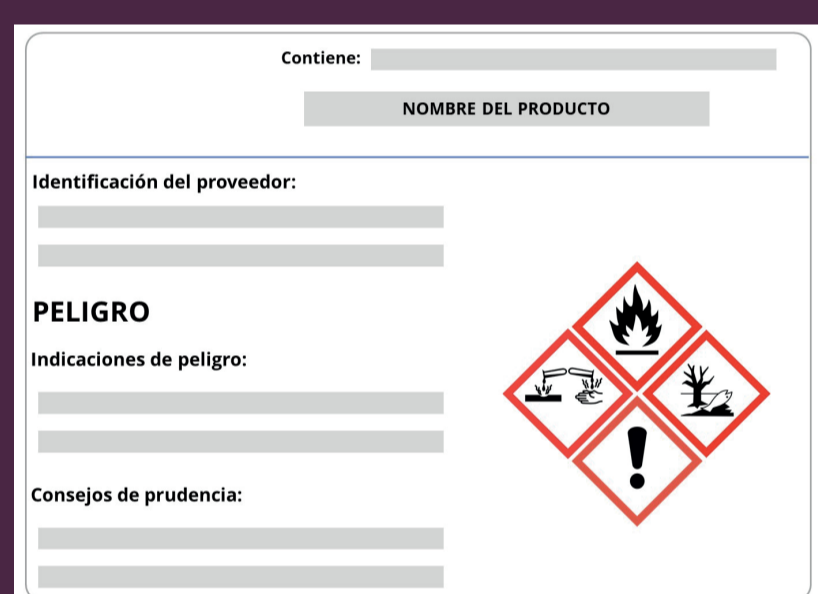 Contiene:
NOMBRE DEL PRODUCTO
Identificación del proveedor:
PELIGRO
Indicaciones de peligro:
Consejos de prudencia: